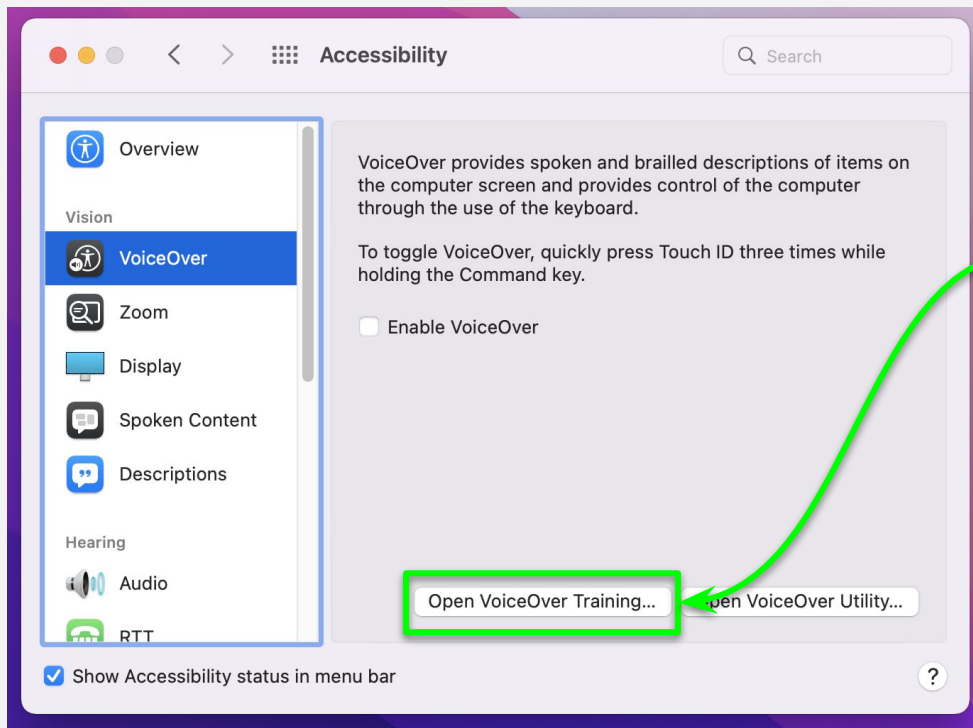 Accessibility
Search
Overview
Vision
VoiceOver
Zoom
Display
Spoken Content
Descriptions
Hearing
Audio
RTT
VoiceOver provides spoken and brailled descriptions of items on
the computer screen and provides control of the computer
through the use of the keyboard.
To toggle VoiceOver, quickly press Touch ID three times while
holding the Command key.
Enable VoiceOver
Open VoiceOver Training...
Open VoiceOver Utility...
Show Accessibility status in menu bar
?